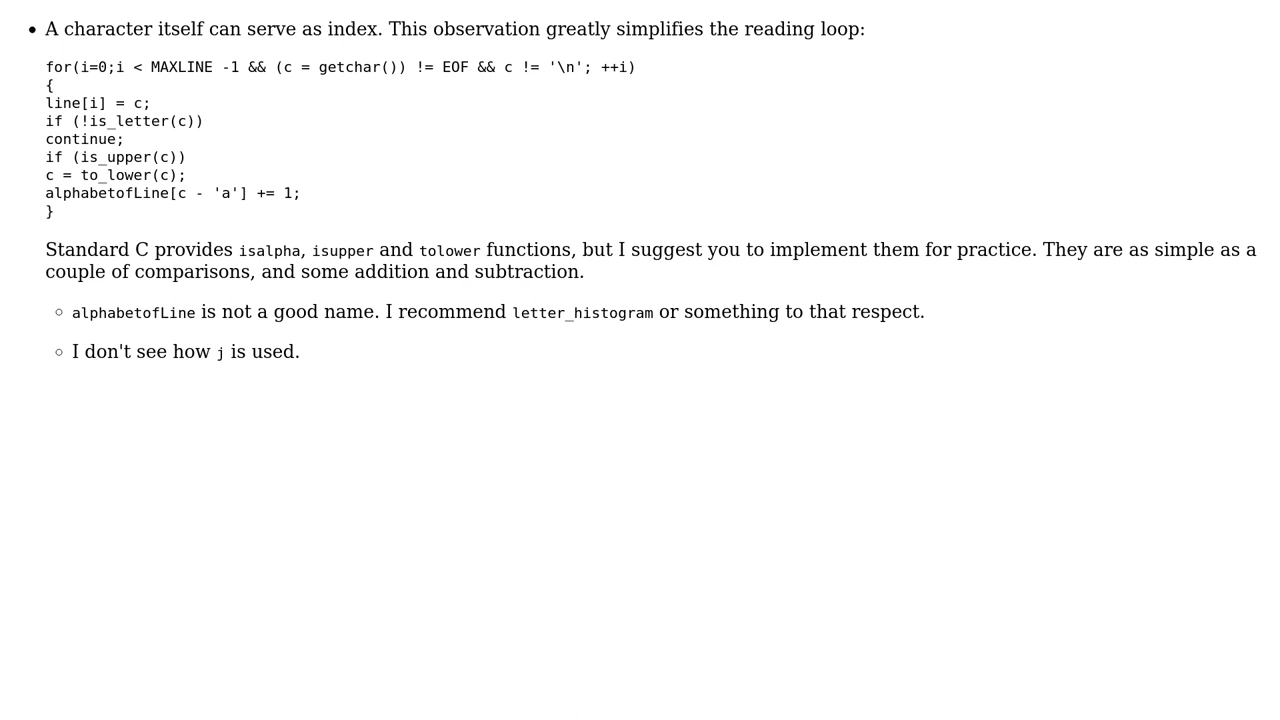 A character itself can serve as index. This observation greatly simplifies the reading loop:
for(i=0;i < MAXLINE -1 && (c = getchar()) != EOF && c != '\n'; ++i)
{
line[i] = c;
if (!is_letter(c))
continue;
if (is_upper(c))
c = to_lower(c);
alphabetofLine[c - 'a'] += 1;
}
Standard C provides isalpha, isupper and tolower functions, but I suggest you to implement them for practice. They are as simple as a
couple of comparisons, and some addition and subtraction.
alphabetofLine is not a good name. I recommend letter_histogram or something to that respect.
I don't see how j is used.